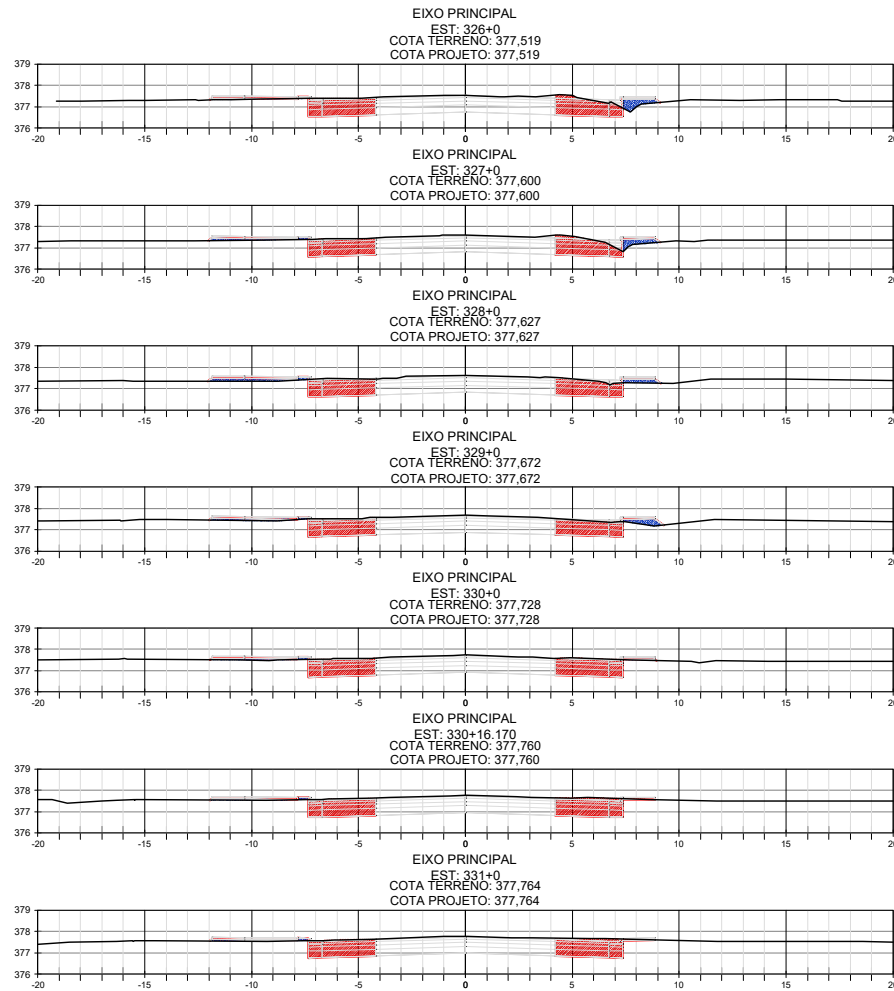 EIXO PRINCIPAL
EST: 326+0
COTA TERRENO: 377,519
COTA PROJETO: 377,519
379
378
377
376
-20 -15 -10 -5 0 5 10 15 20
EIXO PRINCIPAL
EST: 327+0
COTA TERRENO: 377,600
COTA PROJETO: 377,600
379
378
377
376
-20 -15 -10 -5 0 5 10 15 20
EIXO PRINCIPAL
EST: 328+0
COTA TERRENO: 377,627
COTA PROJETO: 377,627
379
378
377
376
-20 -15 -10 -5 0 5 10 15 20
EIXO PRINCIPAL
EST: 329+0
COTA TERRENO: 377,672
COTA PROJETO: 377,672
379
378
377
376
-20 -15 -10 -5 0 5 10 15 20
EIXO PRINCIPAL
EST: 330+0
COTA TERRENO: 377,728
COTA PROJETO: 377,728
379
378
377
376
-20 -15 -10 -5 0 5 10 15 20
EIXO PRINCIPAL
EST: 330+16.170
COTA TERRENO: 377,760
COTA PROJETO: 377,760
379
378
377
376
-20 -15 -10 -5 0 5 10 15 20
EIXO PRINCIPAL
EST: 331+0
COTA TERRENO: 377,764
COTA PROJETO: 377,764
379
378
377
376
-20 -15 -10 -5 0 5 10 15 20